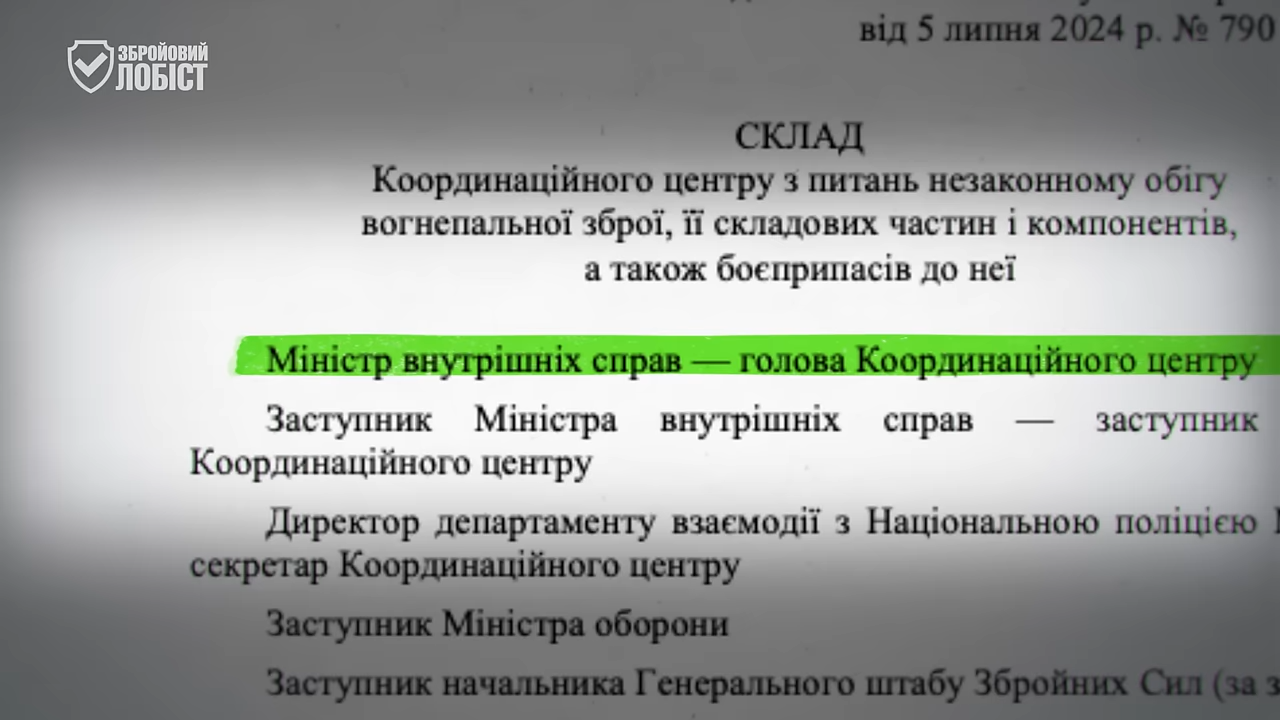 ЗБРОЙОВИЙ
ЛОБІСТ
від 5 липня 2024 р. № 790
СКЛАД
Координаційного центру з питань незаконному обігу
вогнепальної зброї, її складових частин і компонентів,
а також боєприпасів до неї
Міністр внутрішніх справ — голова Координаційного центру
Заступник Міністра внутрішніх справ — заступник
Координаційного центру
Директор департаменту взаємодії з Національною поліцією
секретар Координаційного центру
Заступник Міністра оборони
Заступник начальника Генерального штабу Збройних Сил (за з